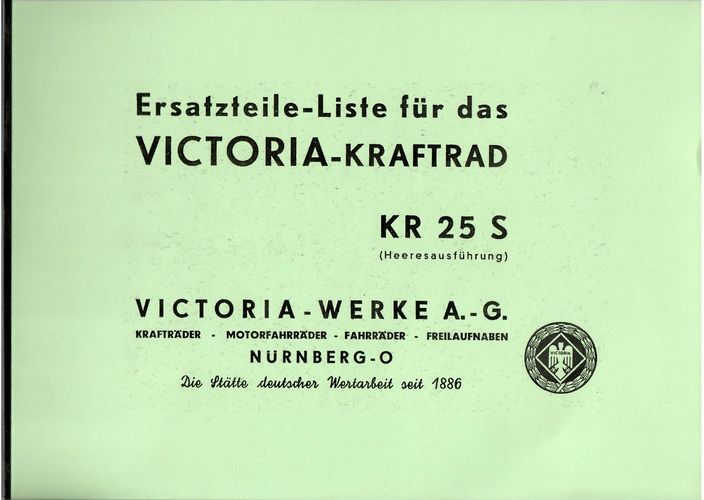 Ersatzteile-Liste für das
VICTORIA-KRAFTRAD
KR 25 S
(Heeresausführung)
VICTORIA-WERKE A.-G.
KRAFTRÄDER - MOTORFAHRRÄDER - FAHRRÄDER - FREILAUFNABEN
NÜRNBERG-O
Die Stätte deutscher Wertarbeit seit 1886
VICTORIA